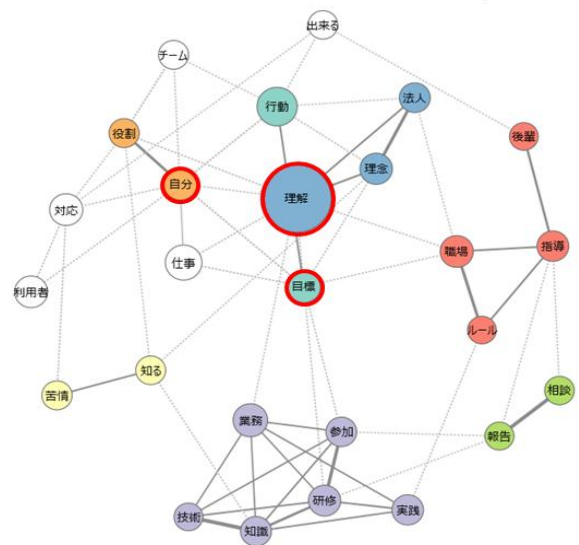 出来る
チーム
行動
法人
役割
後輩
理念
自分
理解
対応
職場
指導
仕事
目標
利用者
ルール
知る
苦情
相談
業務
参加
報告
研修
実践
技術
知識